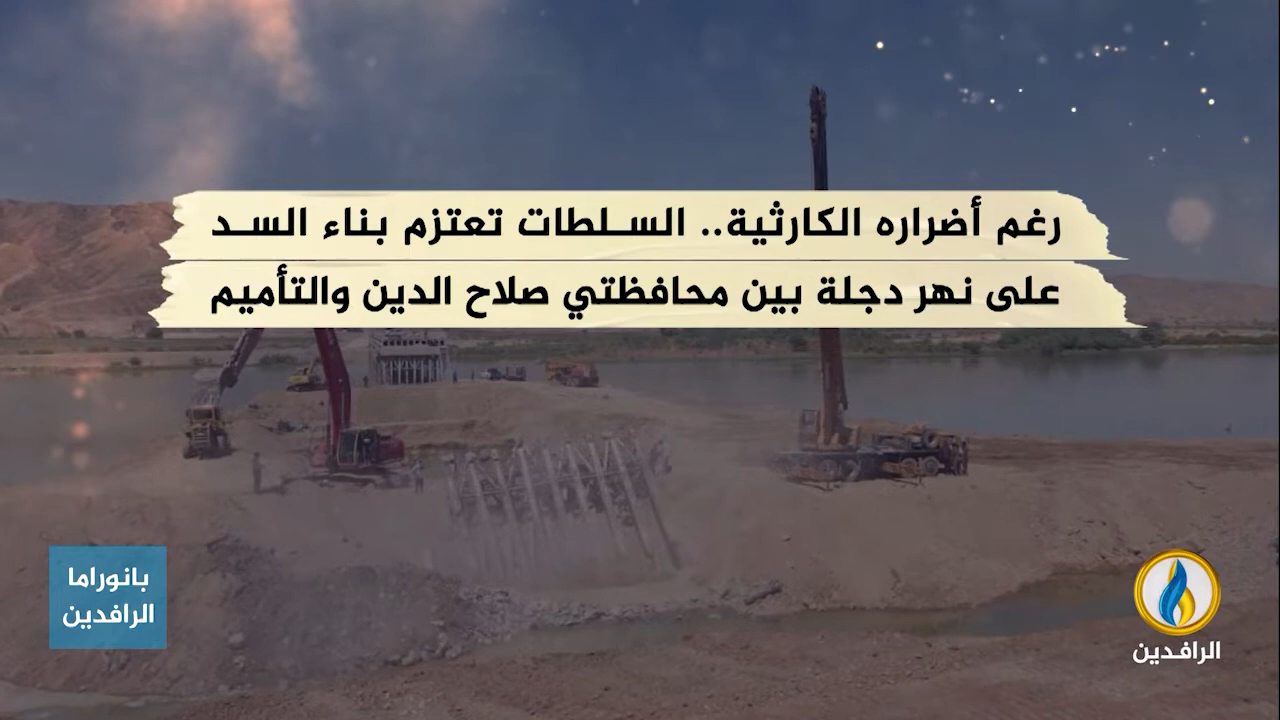 رغم أضراره الكارثية.. السلطات تعتزم بناء السد
على نهر دجلة بين محافظتي صلاح الدين والتأميم
بانوراما
الرافدين
الرافدين